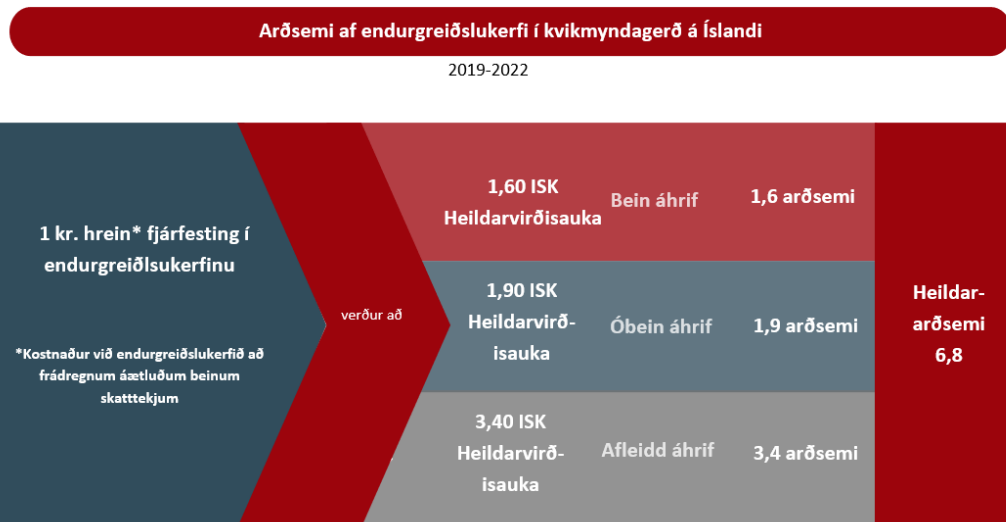 Arðsemi af endurgreiðslukerfi í kvikmyndagerð á Íslandi
2019-2022
1 kr. hrein* fjárfesting í
endurgreiðlsukerfinu
*Kostnaður við endurgreiðslukerfið að
frádregnum áætluðum beinum
skatttekjum
verður að
1,60 ISK
Heildarvirðisauka
Bein áhrif
1,6 arðsemi
1,90 ISK
Heildarvirð-
isauka
Óbein áhrif
1,9 arðsemi
3,40 ISK
Heildarvirð-
isauka
Afleidd áhrif
3,4 arðsemi
Heildar-
arðsemi
6,8